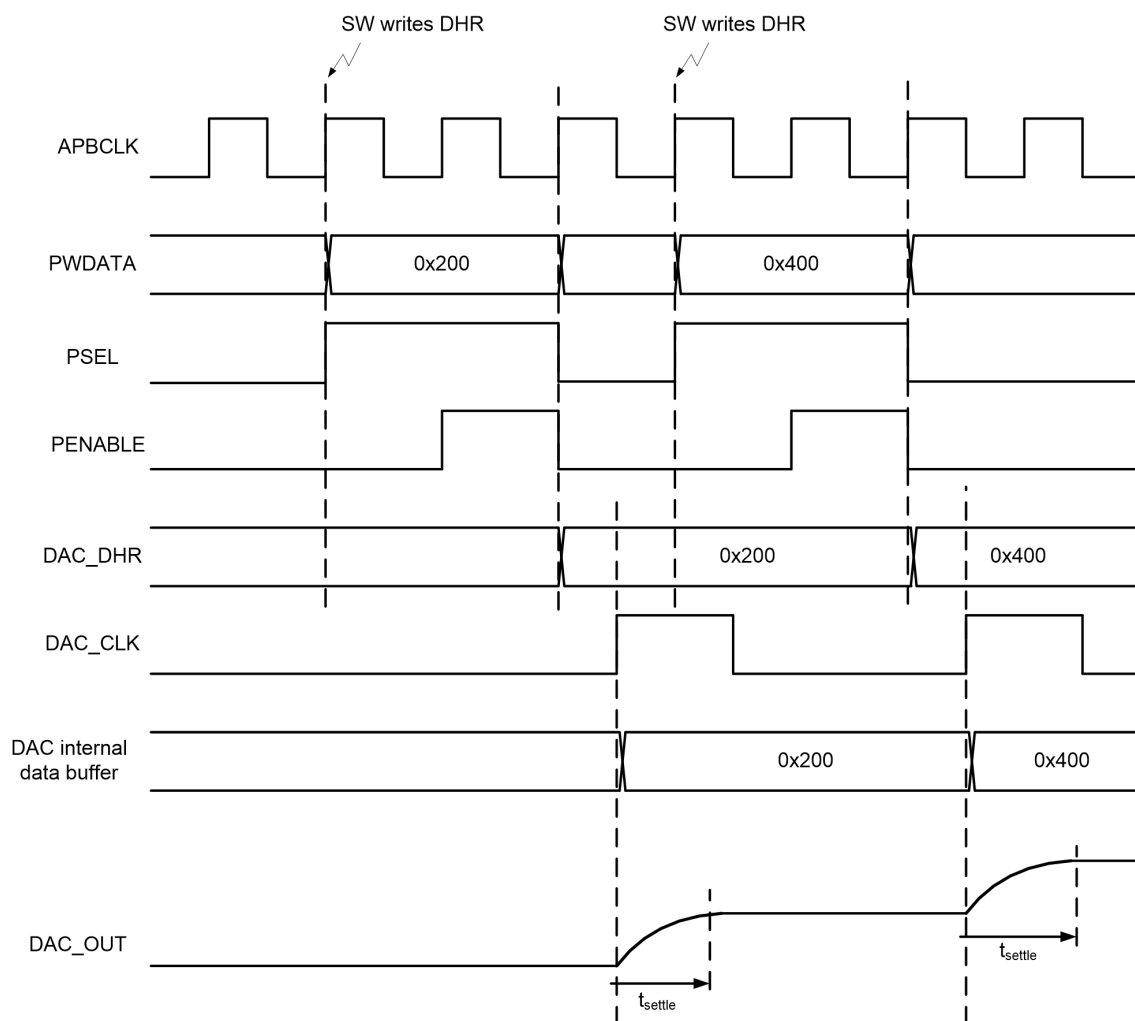 SW writes DHR
SW writes DHR
APBCLK
PWDATA
0x200
0x400
PSEL
PENABLE
DAC_DHR
0x200
0x400
DAC_CLK
DAC internal
data buffer
0x200
0x400
DAC_OUT
tsettle
tsettle